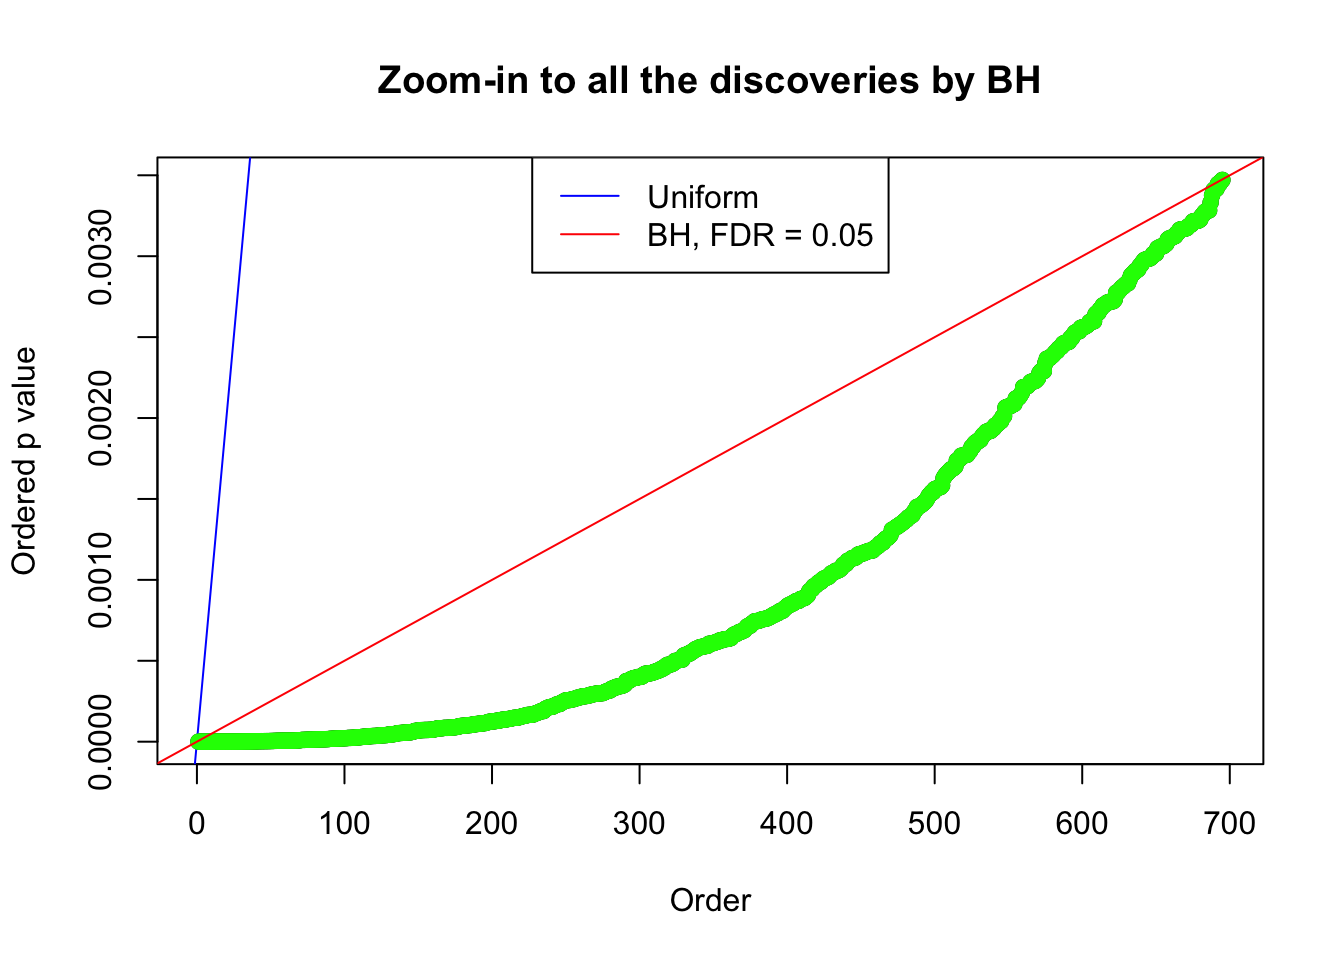 Zoom-in to all the discoveries by BH
Uniform
BH, FDR = 0.05
Ordered p value
0.0030
0.0020
0.0010
0.0000
0 100 200 300 400 500 600 700
Order